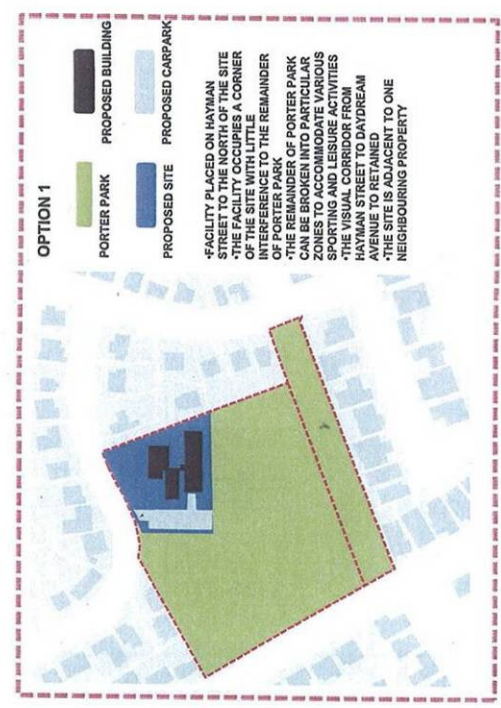 OPTION 1
PORTER PARK
PROPOSED BUILDING
PROPOSED SITE
PROPOSED CARPARK
•FACILITY PLACED ON HAYMAN
STREET TO THE NORTH OF THE SITE
•THE FACILITY OCCUPIES A CORNER
OF THE SITE WITH LITTLE
INTERFERENCE TO THE REMAINDER
OF PORTER PARK
•THE REMAINDER OF PORTER PARK
CAN BE BROKEN INTO PARTICULAR
ZONES TO ACCOMMODATE VARIOUS
SPORTING AND LEISURE ACTIVITIES
•THE VISUAL CORRIDOR FROM
HAYMAN STREET TO DAYDREAM
AVENUE TO RETAINED
•THE SITE IS ADJACENT TO ONE
NEIGHBOURING PROPERTY